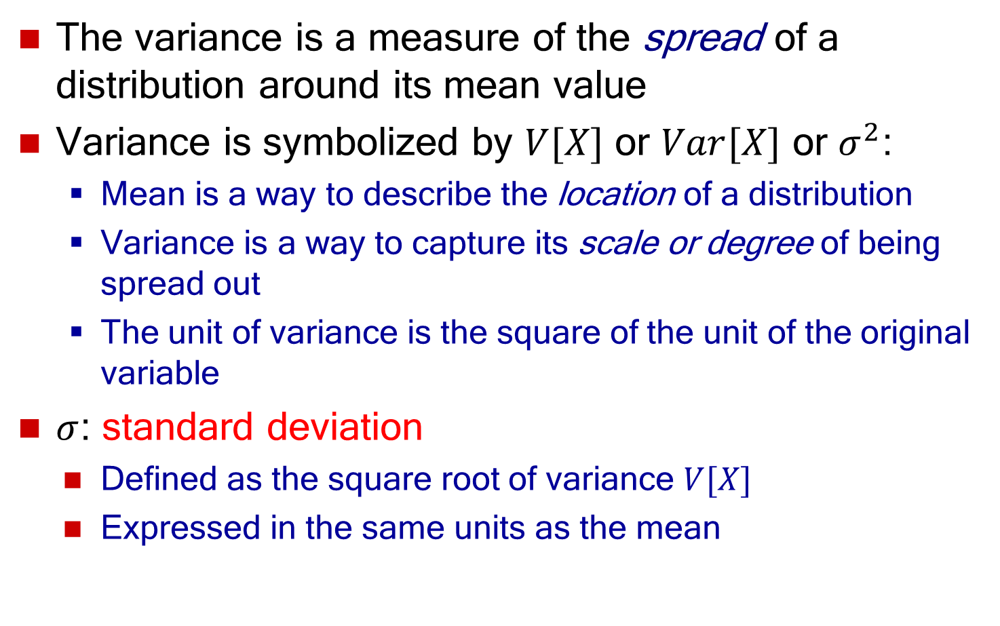 The variance is a measure of the spread of a
distribution around its mean value
Variance is symbolized by V[X] or Var[X] or σ²:
Mean is a way to describe the location of a distribution
Variance is a way to capture its scale or degree of being
spread out
The unit of variance is the square of the unit of the original
variable
σ: standard deviation
Defined as the square root of variance V[X]
Expressed in the same units as the mean